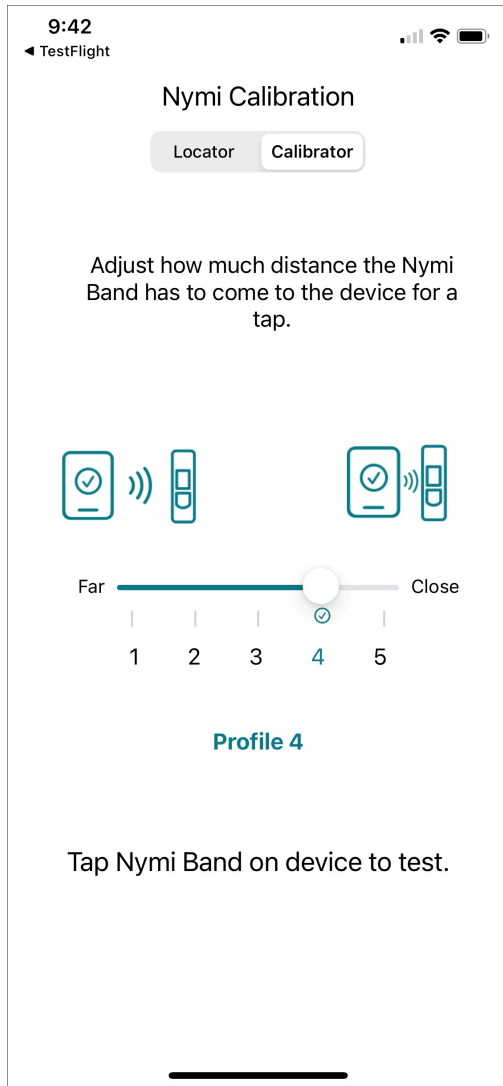 9:42
◀ TestFlight
Nymi Calibration
Locator Calibrator
Adjust how much distance the Nymi
Band has to come to the device for a
tap.
Far Close
1 2 3 4 5
Profile 4
Tap Nymi Band on device to test.